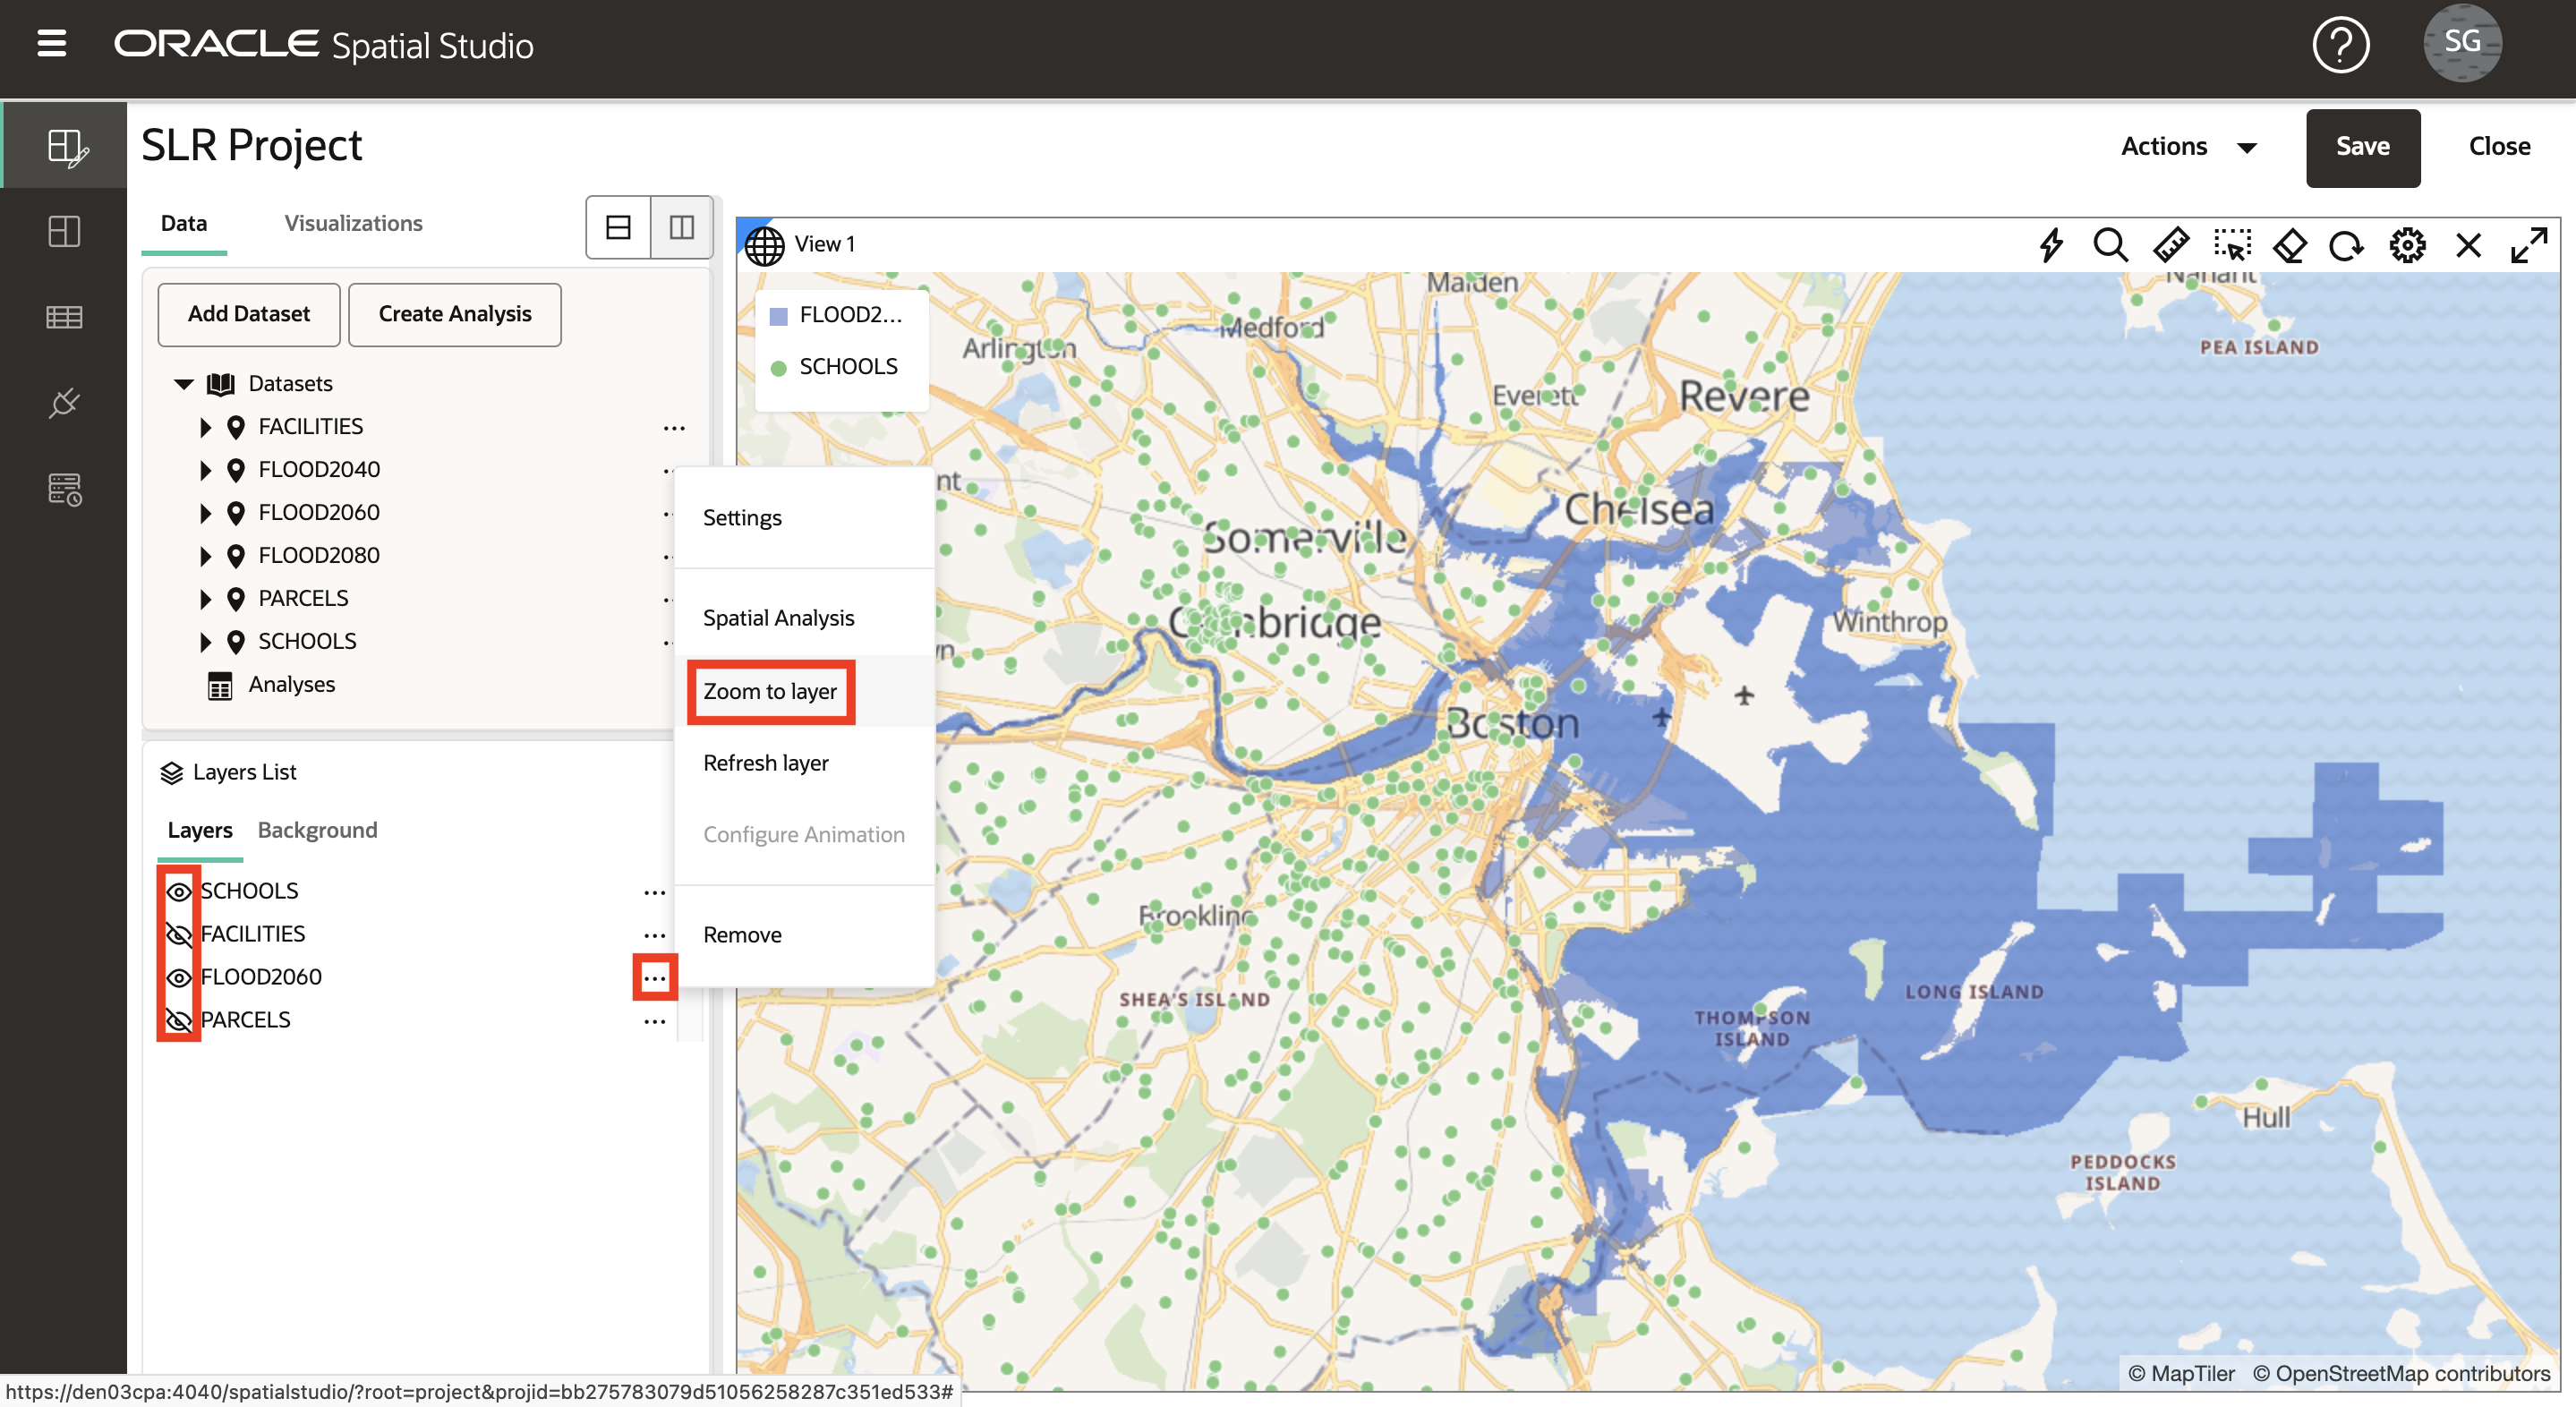 ORACLE Spatial Studio
SG
SLR Project
Actions
Save
Close
Data
Visualizations
View 1
Add Dataset
Create Analysis
Datasets
FACILITIES
FLOOD2040
FLOOD2060
FLOOD2080
PARCELS
SCHOOLS
Analyses
Layers List
Layers
Background
SCHOOLS
FACILITIES
FLOOD2060
PARCELS
Settings
Spatial Analysis
Zoom to layer
Refresh layer
Configure Animation
Remove
FLOOD2...
SCHOOLS
Malden
Nahant
Medford
Arlington
PEA ISLAND
Everett
Revere
nt
Chelsea
Somerville
Cambridge
Winthrop
wn
Boston
Brookline
SHEA'S ISLAND
LONG ISLAND
THOMPSON
ISLAND
Hull
PEDDOCKS
ISLAND
© MapTiler © OpenStreetMap contributors
https://den03cpa:4040/spatialstudio/?root=project&projid=bb275783079d51056258287c351ed533#